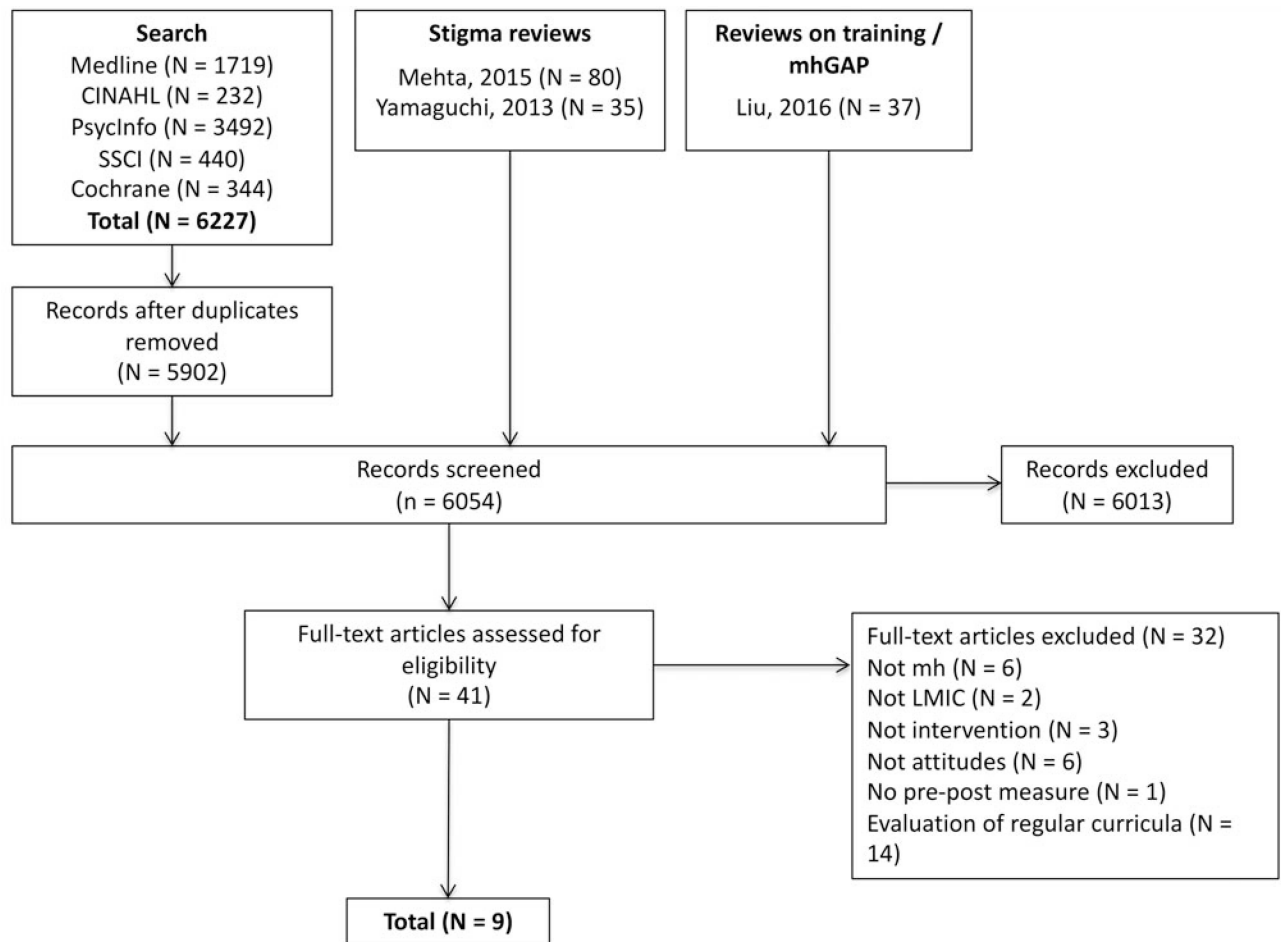 Search
Medline (N = 1719)
CINAHL (N = 232)
PsycInfo (N = 3492)
SSCI (N = 440)
Cochrane (N = 344)
Total (N = 6227)
Stigma reviews
Mehta, 2015 (N = 80)
Yamaguchi, 2013 (N = 35)
Reviews on training /
mhGAP
Liu, 2016 (N = 37)
Records after duplicates
removed
(N = 5902)
Records screened
(n = 6054)
Records excluded
(N = 6013)
Full-text articles assessed for
eligibility
(N = 41)
Full-text articles excluded (N = 32)
Not mh (N = 6)
Not LMIC (N = 2)
Not intervention (N = 3)
Not attitudes (N = 6)
No pre-post measure (N = 1)
Evaluation of regular curricula (N =
14)
Total (N = 9)